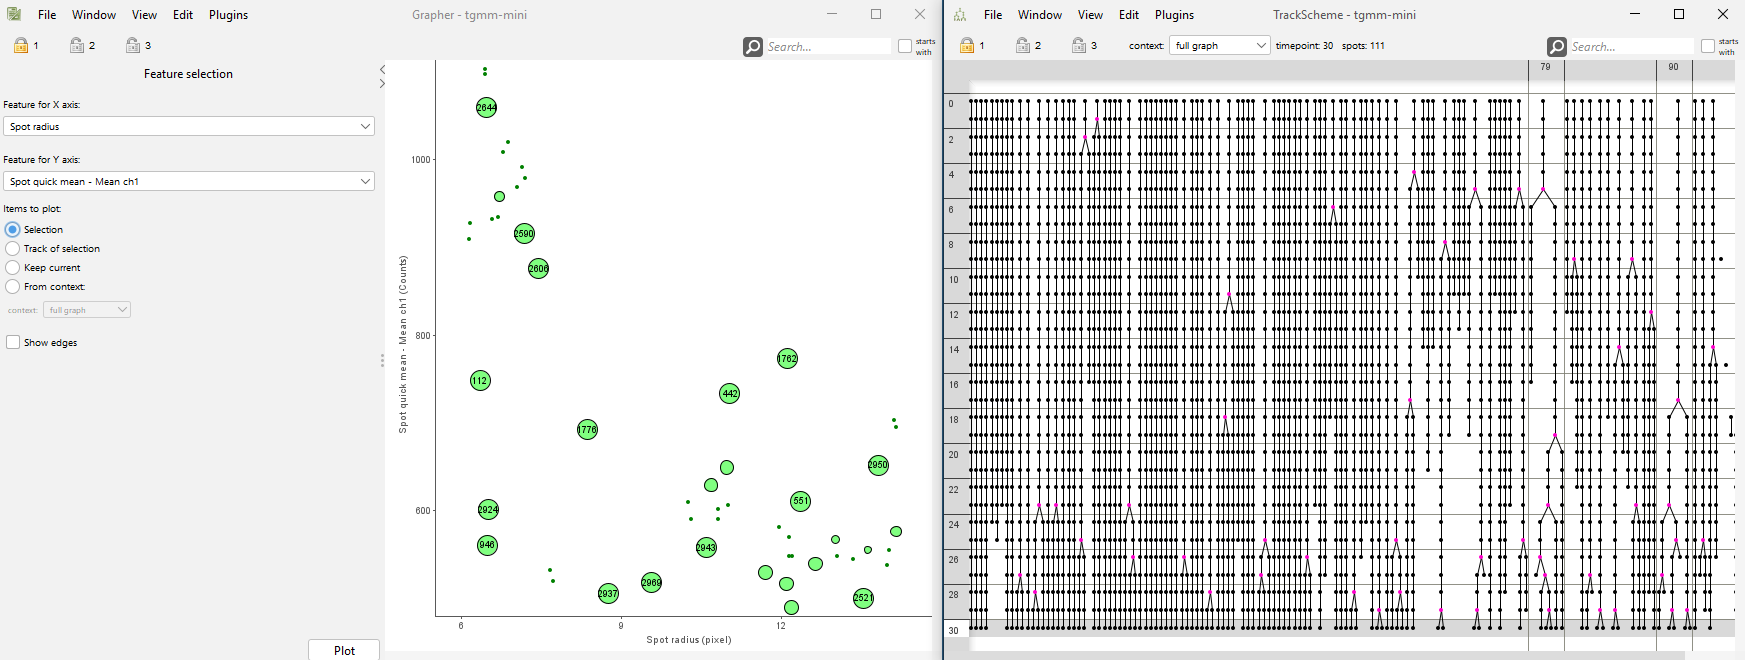 File Window View Edit Plugins Grapher - tgmm-mini
1 2 3 Search... starts with
Feature selection
Feature for X axis:
Spot radius
Feature for Y axis:
Spot quick mean - Mean ch1
Items to plot:
Selection
Track of selection
Keep current
From context:
context: full graph
Show edges
Plot
Spot quick mean - Mean ch1 (Counts)
1000
800
600
6 9 12
Spot radius (pixel)
2644
2590
2606
1762
112
442
1776
2950
551
2924
946
2943
2969
2937
2521
File Window View Edit Plugins TrackScheme - tgmm-mini
1 2 3 context: full graph timepoint: 30 spots: 111 Search... starts with
79 90
0
2
4
6
8
10
12
14
16
18
20
22
24
26
28
30